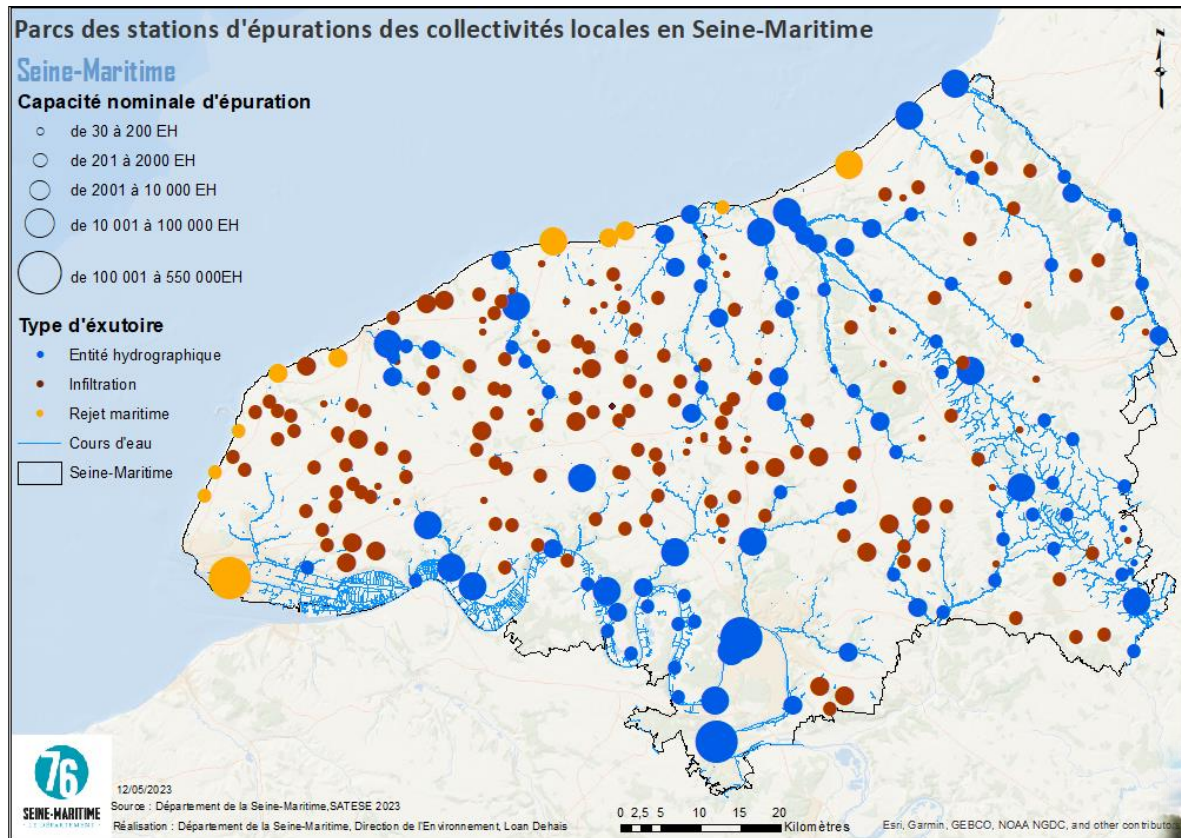 Parcs des stations d'épurations des collectivités locales en Seine-Maritime
Seine-Maritime
Capacité nominale d'épuration
de 30 à 200 EH
de 201 à 2000 EH
de 2001 à 10 000 EH
de 10 001 à 100 000 EH
de 100 001 à 550 000EH
Type d'éxutoire
Entité hydrographique
Infiltration
Rejet maritime
Cours d'eau
Seine-Maritime
N
76
SEINE-MARITIME
LE DÉPARTEMENT
12/05/2023
Source : Département de la Seine-Maritime,SATESE 2023
Réalisation : Département de la Seine-Maritime, Direction de l'Environnement, Loan Dehais
0 2,5 5 10 15 20
Kilomètres
Esri, Garmin, GEBCO, NOAA NGDC, and other contributors